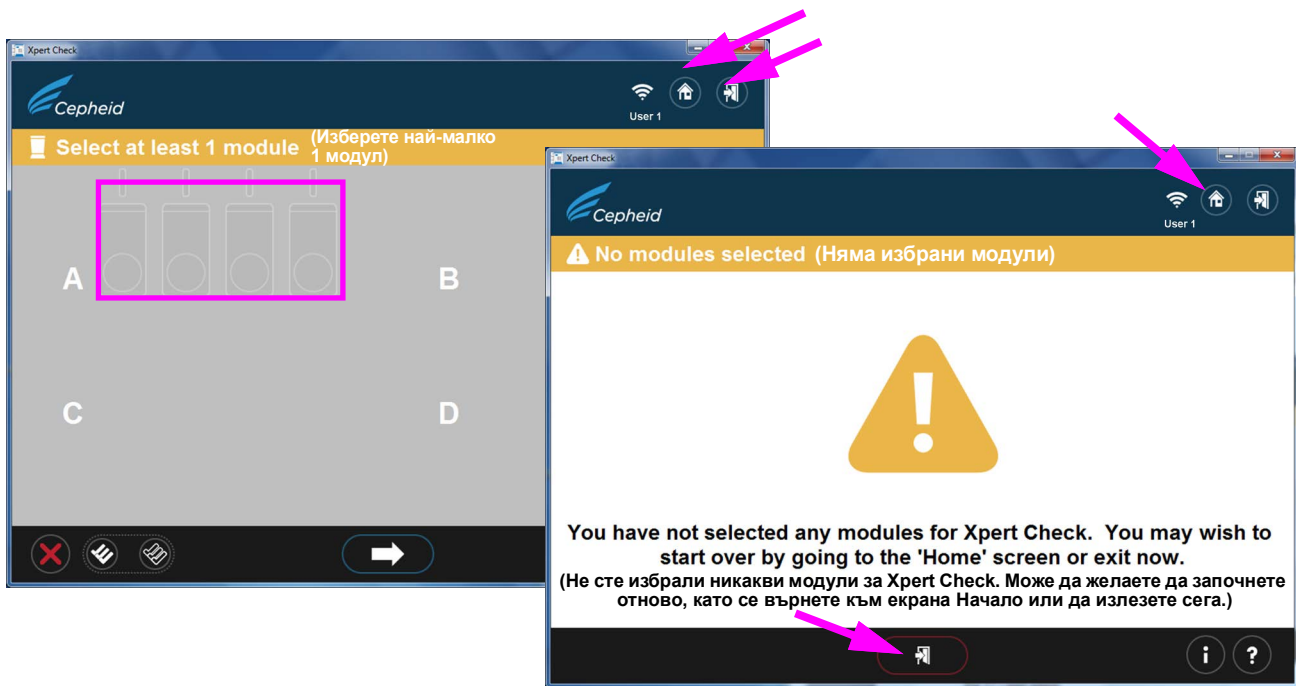 Xpert Check
Cepheid
User 1
Select at least 1 module (Изберете най-малко
1 модул)
A
B
C
D
Xpert Check
Cepheid
User 1
No modules selected (Няма избрани модули)
You have not selected any modules for Xpert Check. You may wish to
start over by going to the 'Home' screen or exit now.
(Не сте избрали никакви модули за Xpert Check. Може да желаете да започнете
отново, като се върнете към екрана Начало или да излезете сега.)
i
?